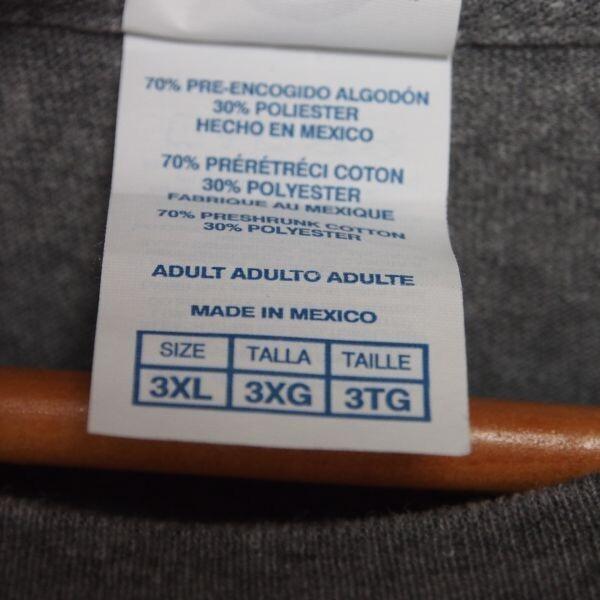 70% PRE-ENCOGIDO ALGODÓN
30% POLIESTER
HECHO EN MEXICO
70% PRÉRÉTRÉCI COTON
30% POLYESTER
FABRIQUE AU MEXIQUE
70% PRESHRUNK COTTON
30% POLYESTER
ADULT ADULTO ADULTE
MADE IN MEXICO
SIZE TALLA TAILLE
3XL 3XG 3TG